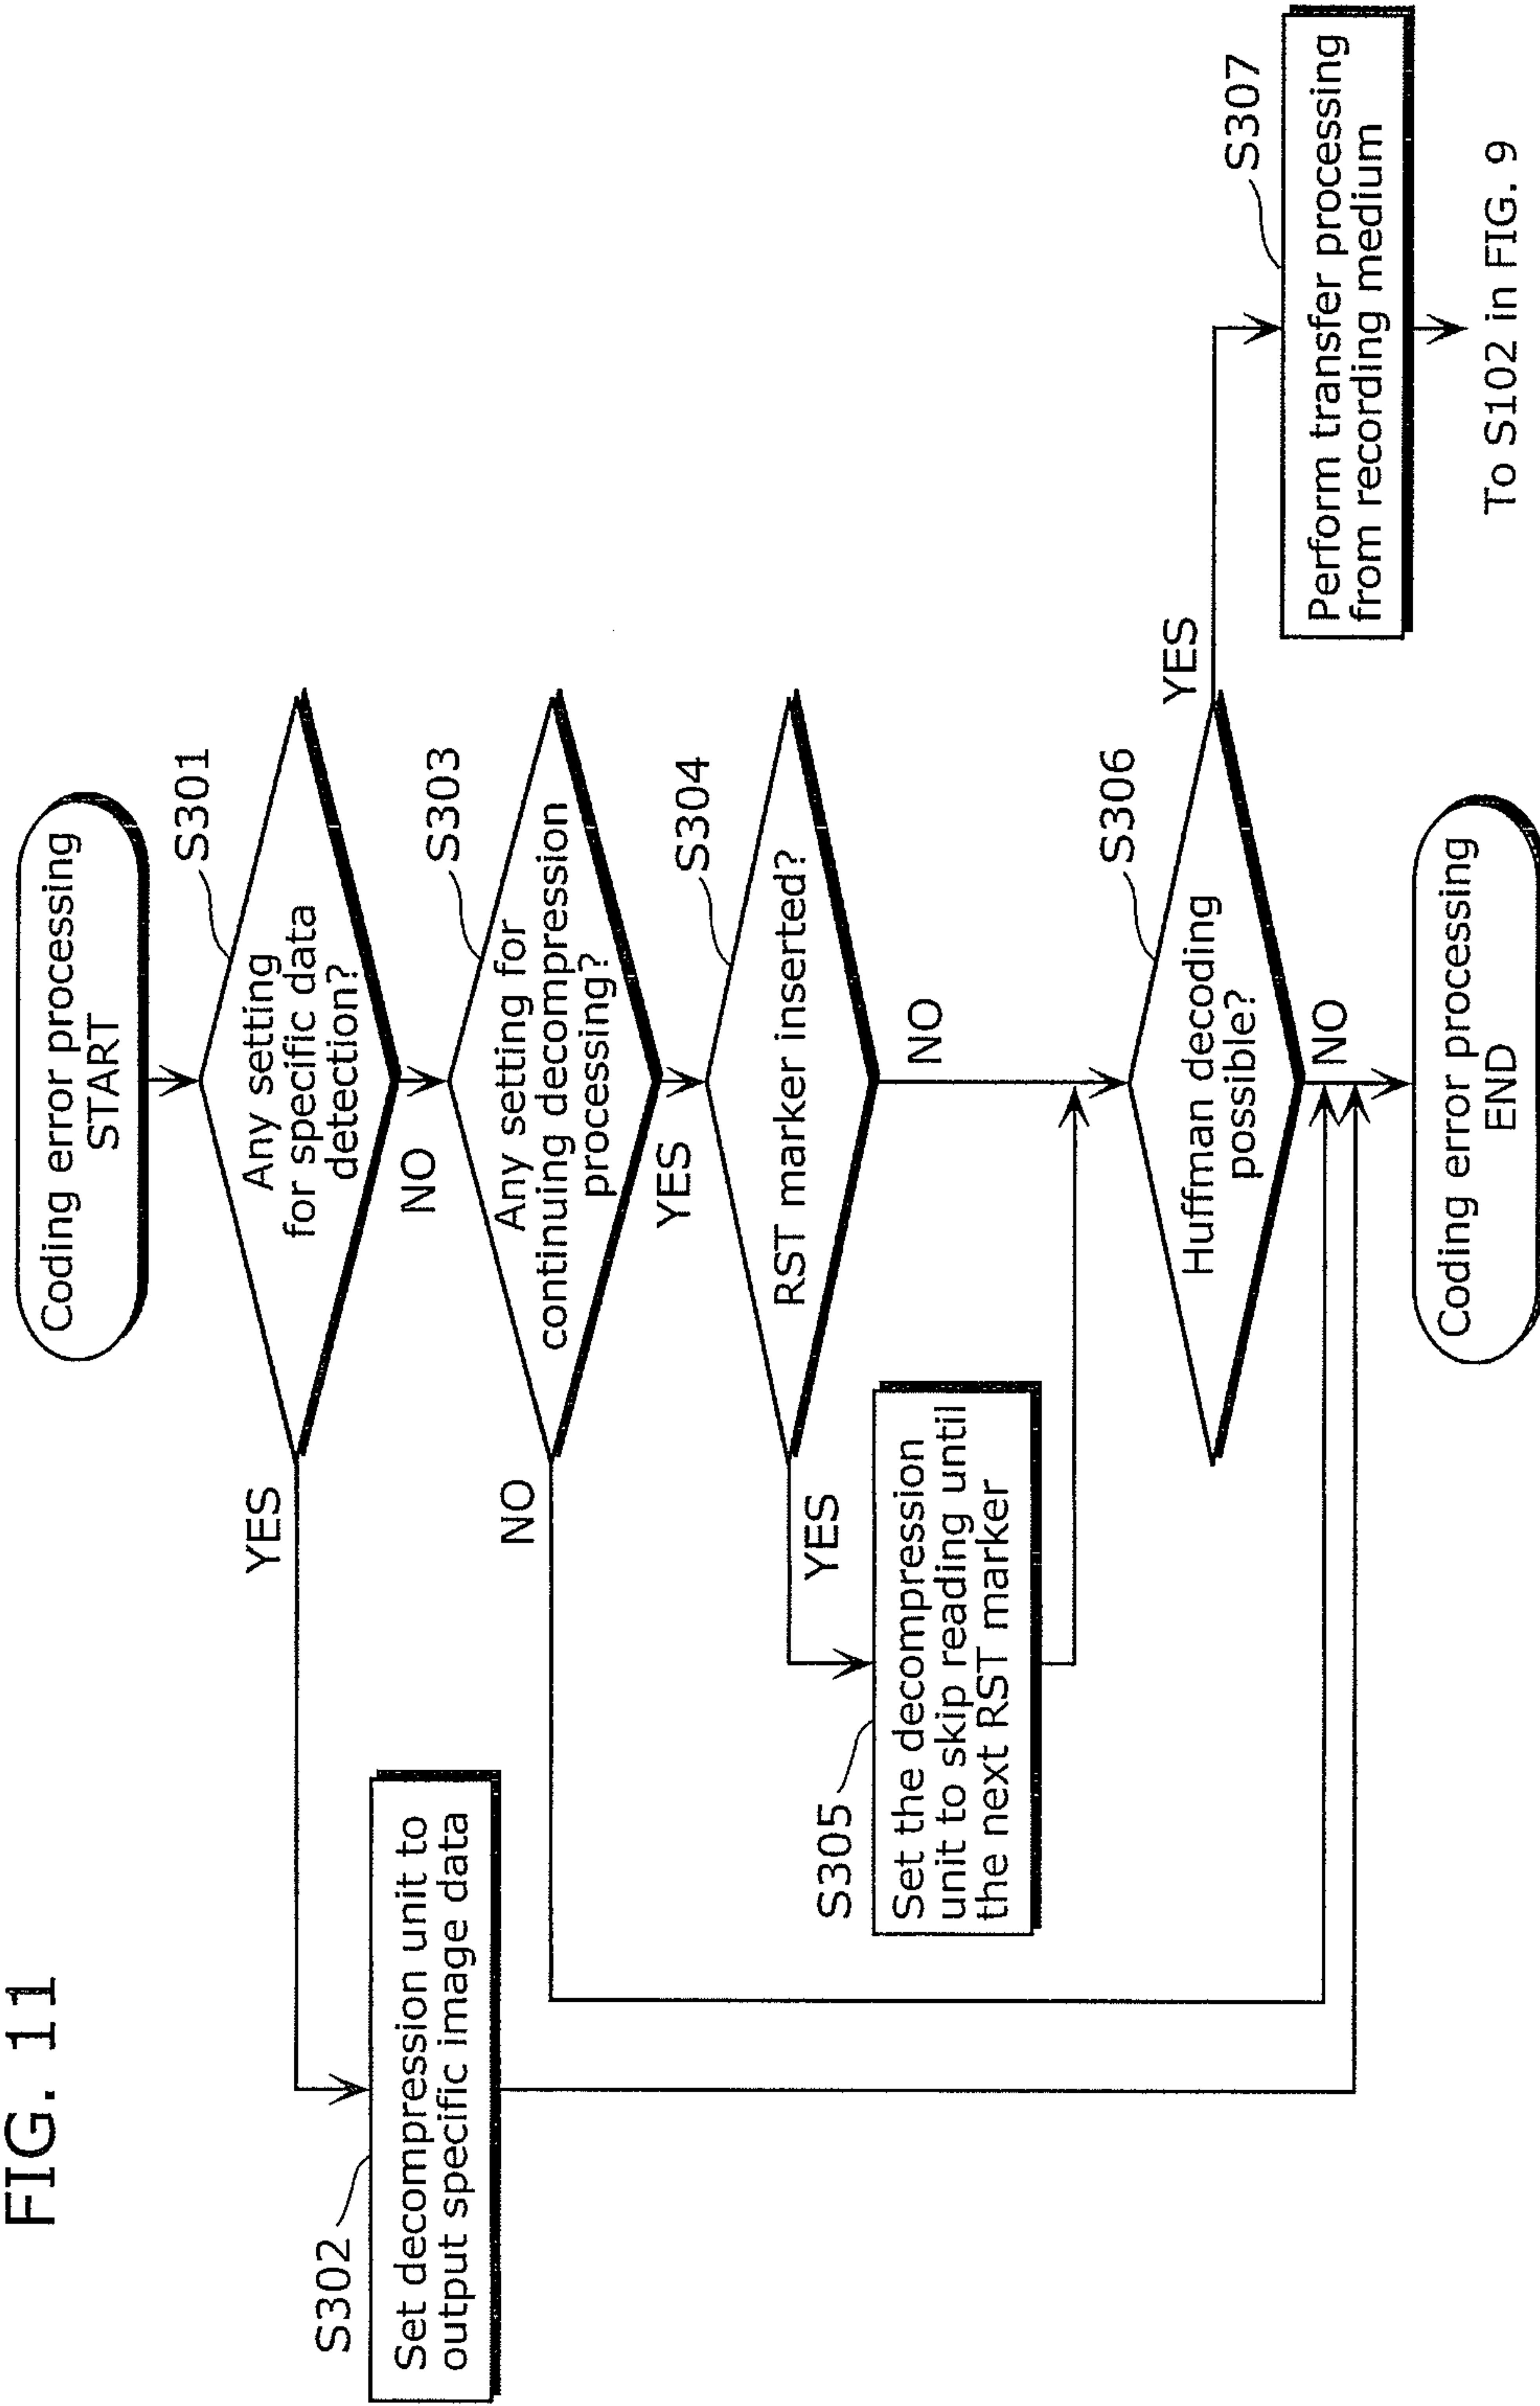 FIG. 11
Coding error processing
START
S301
Any setting
for specific data
detection?
YES
NO
S302
Set decompression unit to
output specific image data
S303
Any setting for
continuing decompression
processing?
NO
YES
S304
RST marker inserted?
YES
NO
S305
Set the decompression
unit to skip reading until
the next RST marker
S306
Huffman decoding
possible?
YES
NO
S307
Perform transfer processing
from recording medium
To S102 in FIG. 9
Coding error processing
END